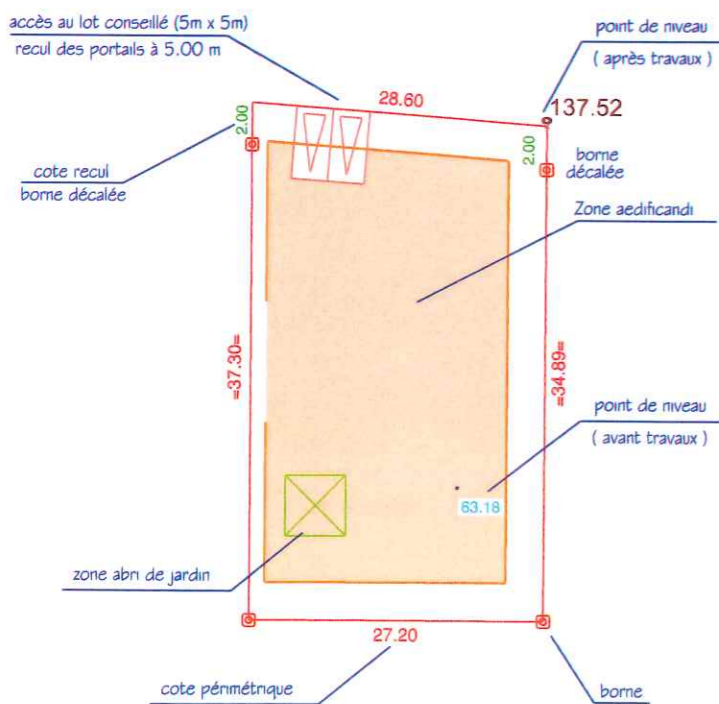 accès au lot conseillé (5m x 5m)
recul des portails à 5.00 m
point de niveau
( après travaux )
28.60
137.52
2.00
2.00
cote recul
borne décalée
borne
décalée
Zone aedificandi
=37.30=
=34.89=
point de niveau
( avant travaux )
63.18
zone abri de jardin
27.20
cote périmétrique
borne